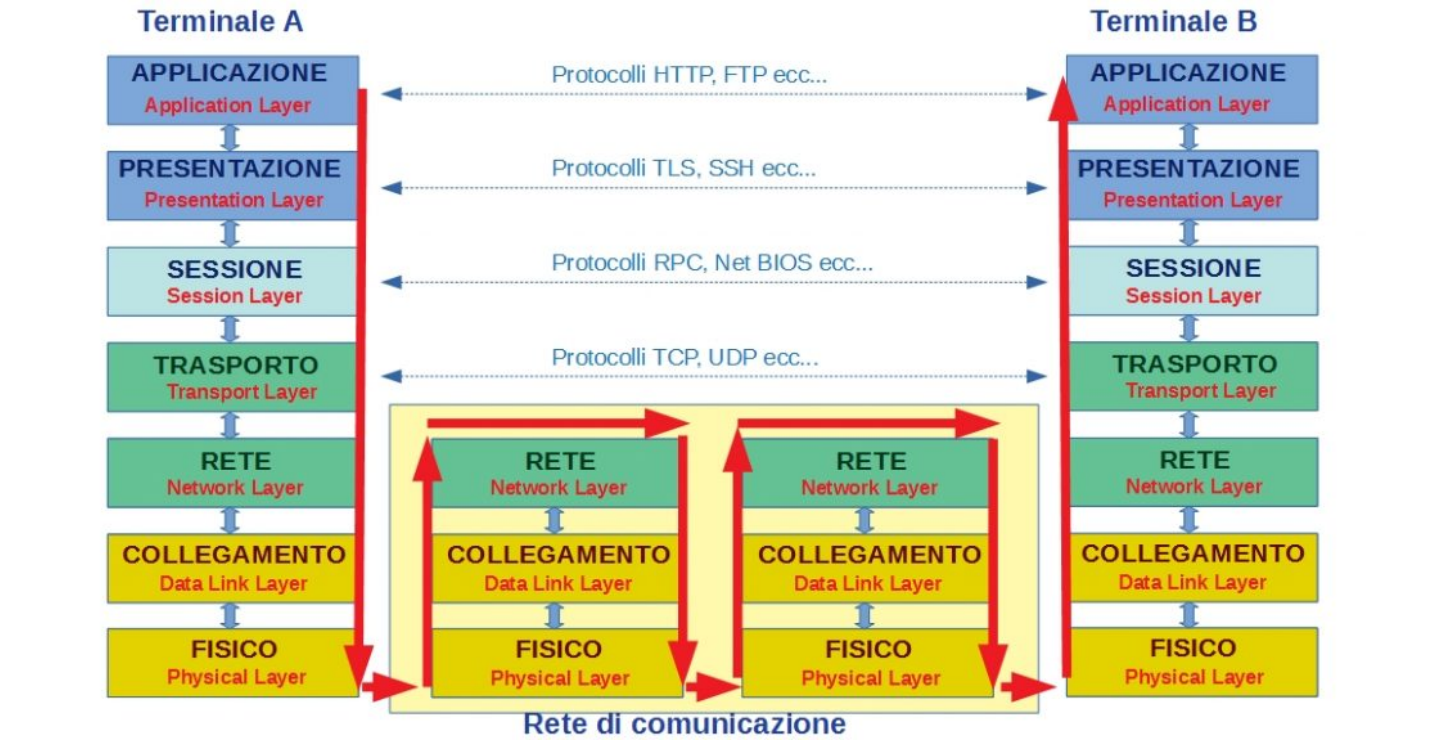 Terminale A
Terminale B
APPLICAZIONE
Application Layer
Protocolli HTTP, FTP ecc...
APPLICAZIONE
Application Layer
PRESENTAZIONE
Presentation Layer
Protocolli TLS, SSH ecc...
PRESENTAZIONE
Presentation Layer
SESSIONE
Session Layer
Protocolli RPC, Net BIOS ecc...
SESSIONE
Session Layer
TRASPORTO
Transport Layer
Protocolli TCP, UDP ecc...
TRASPORTO
Transport Layer
RETE
Network Layer
RETE
Network Layer
RETE
Network Layer
RETE
Network Layer
COLLEGAMENTO
Data Link Layer
COLLEGAMENTO
Data Link Layer
COLLEGAMENTO
Data Link Layer
COLLEGAMENTO
Data Link Layer
FISICO
Physical Layer
FISICO
Physical Layer
FISICO
Physical Layer
FISICO
Physical Layer
Rete di comunicazione